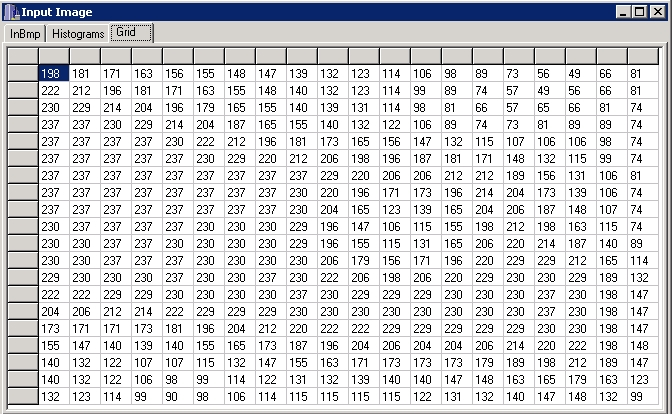 Input Image
InBmp Histograms Grid
198 181 171 163 156 155 148 147 139 132 123 114 106 98 89 73 56 49 66 81
222 212 196 181 171 163 155 148 140 132 123 114 99 89 74 57 49 56 66 81
230 229 214 204 196 179 165 155 140 139 131 114 98 81 66 57 65 66 81 74
237 237 230 229 214 204 187 165 155 140 132 122 106 89 74 73 81 89 89 74
237 237 237 237 230 222 212 196 181 173 165 156 147 132 115 107 106 106 98 74
237 237 237 237 237 230 229 220 212 206 198 196 187 181 171 148 132 115 99 74
237 237 237 237 237 237 237 237 229 220 206 206 212 212 189 156 131 106 81
237 237 237 237 237 237 237 230 220 196 171 173 196 214 204 173 139 106 74
237 237 237 237 237 237 237 230 204 165 123 139 165 204 206 187 148 107 74
230 230 237 237 237 230 230 230 229 196 147 106 115 155 198 212 198 163 115 74
230 230 230 230 230 230 230 230 229 196 155 115 131 165 206 220 214 187 140 89
230 230 237 237 237 230 230 230 230 206 179 156 171 196 220 229 229 212 165 114
229 230 230 230 230 230 230 230 230 222 206 198 206 220 229 230 230 229 189 132
222 222 229 229 230 230 230 230 230 237 229 229 229 230 230 230 237 230 198 147
204 206 212 214 222 229 229 229 230 230 230 230 230 230 230 230 237 230 198 147
173 171 171 173 181 196 204 212 220 222 222 222 229 229 229 230 237 230 198 147
155 147 140 139 140 155 165 173 187 196 204 206 204 206 206 214 220 222 198 148
140 132 122 107 107 115 132 147 155 163 171 173 173 173 179 189 198 212 189 147
140 132 122 106 98 99 114 122 131 132 139 140 140 147 148 163 165 179 163 123
132 123 114 99 90 98 106 114 115 115 115 115 122 131 132 140 147 148 132 99